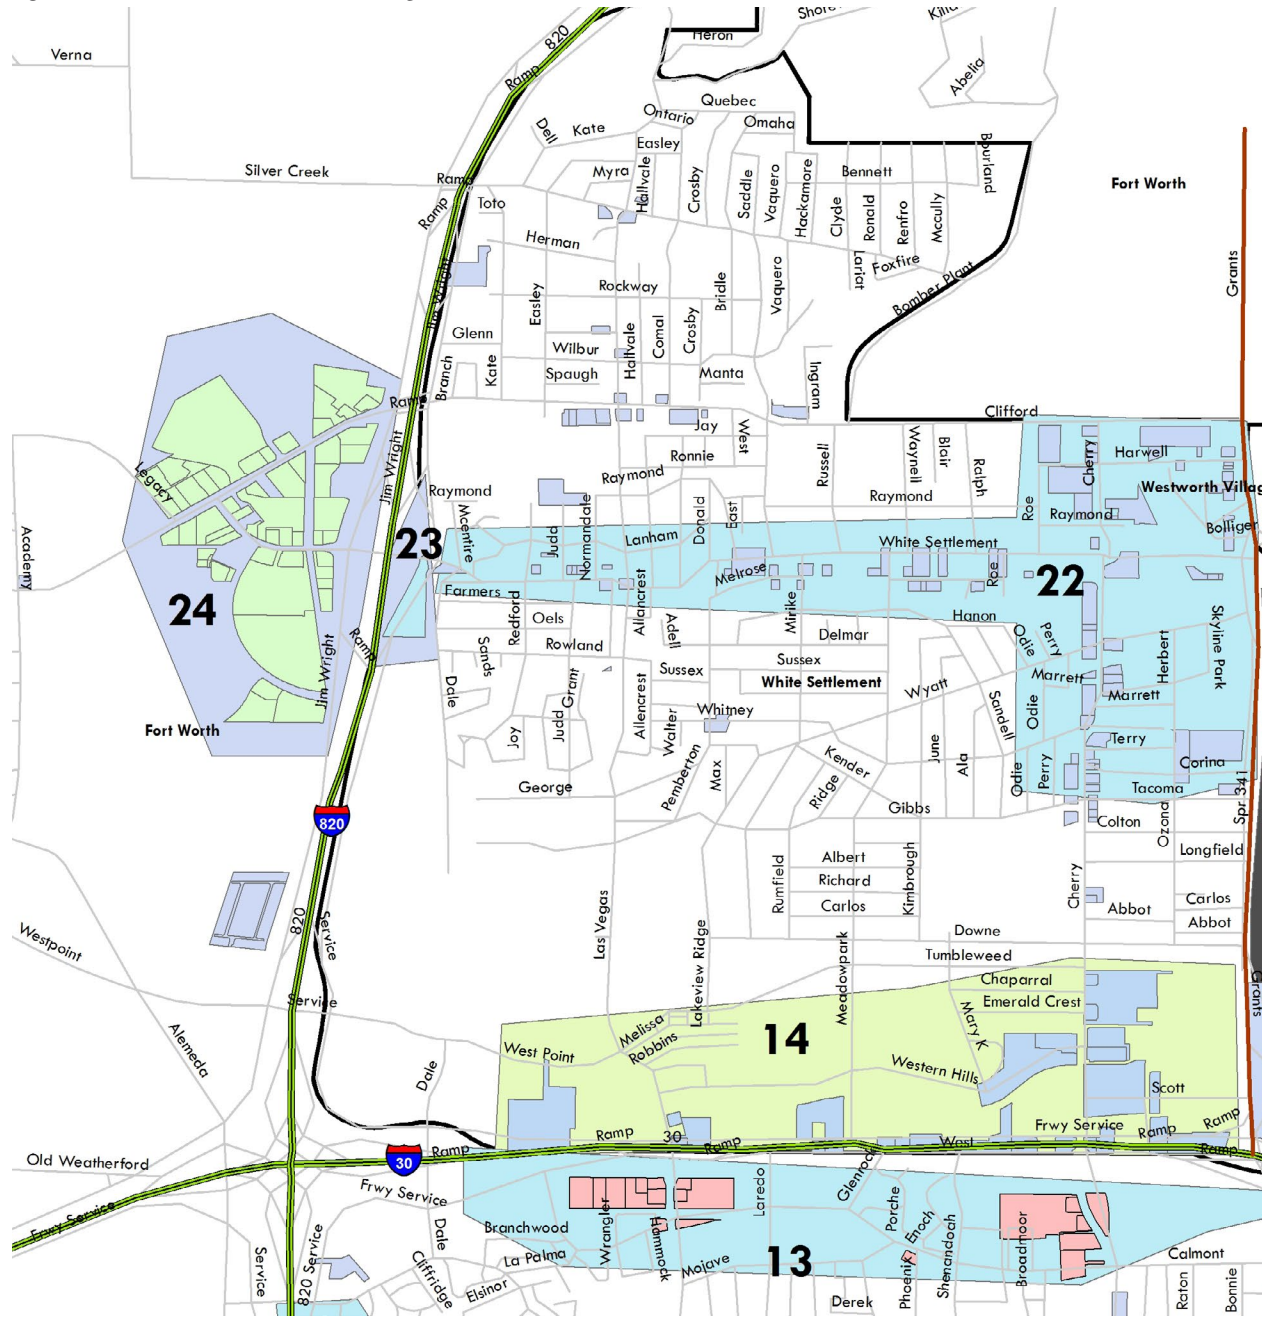 Shore
Killd
Heron
820
Verna
Ramp
Abelia
Quebec
Ontario
Omaha
Dell
Kate
Easley
Bourland
Silver Creek
Ramp
Myra
Hallvale
Crosby
Saddle
Vaquero
Hackamore
Bennett
Clyde
Ronald
Renfro
Mccully
Fort Worth
Ramp
Toto
Herman
Lariat
Foxfire
Grants
Jim Wright
Easley
Rockway
Bridle
Vaquero
Bomber Plant
Glenn
Wilbur
Hallvale
Comal
Crosby
Branch
Kate
Spaugh
Manta
Ingram
Ramp
Clifford
24
Jim Wright
Jay
West
Ronnie
Russell
Waynell
Blair
Ralph
Cherry
Harwell
Legacy
Raymond
Raymond
Raymond
Westworth Villag
Roe
Raymond
Bolliger
Mcentire
Judd
Normandale
Donald
East
Academy
23
Lanham
White Settlement
Melrose
Roe
22
Farmers
Allancrest
Mirike
24
Redford
Oels
Adell
Hanon
Delmar
Odie
Perry
Herbert
Skyline Park
Ramp
Sands
Rowland
Sussex
Sussex
Jim Wright
Dale
Grant
White Settlement
Wyatt
Marrett
Marrett
Allencrest
Whitney
Sandell
Odie
Fort Worth
Joy
Judd
Walter
June
Ala
Terry
Pemberton
Max
Kender
Ridge
Odie
Perry
Corina
George
Tacoma
Spr 341
Gibbs
820
Colton
Ozona
Longfield
Rumfield
Albert
Richard
Kimbrough
Cherry
Carlos
Carlos
Abbot
Abbot
820
Service
Las Vegas
Lakeview Ridge
Meadowpark
Downe
Westpoint
Tumbleweed
Chaparral
Service
Emerald Crest
Grants
Mary K
Melissa
14
Alameda
Robbins
West Point
Western Hills
Dale
Scott
Ramp
30
Ramp
West
Frwy Service
Ramp
Ramp
Ramp
Ramp
30
Old Weatherford
Frwy Service
Glenrock
Laredo
Frwy Service
Porche
Enoch
Branchwood
Wrangler
Hammock
Shenandoah
Broadmoor
Dale
La Palma
Mojave
13
Calmont
Service
820 Service
Cliffridge
Elsinor
Phoenix
Derek
Raton
Bonnie